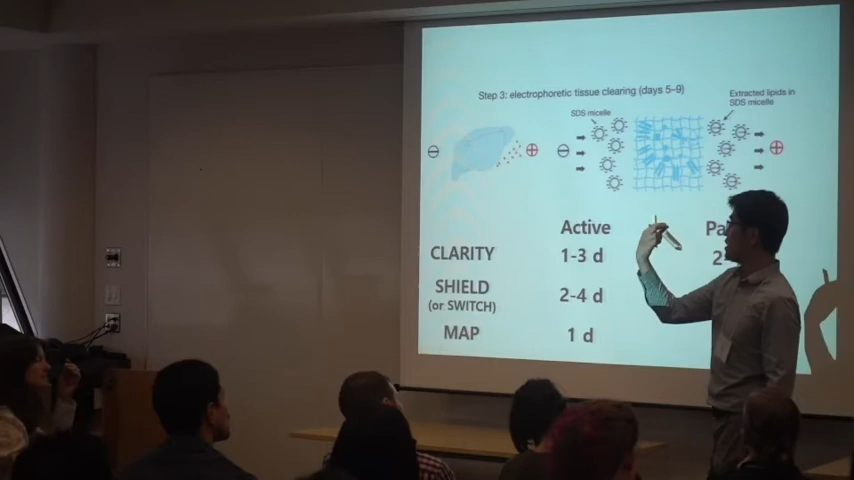 Step 3: electrophoretic tissue clearing (days 5–9)
SDS micelle
Extracted lipids in
SDS micelle
Active
CLARITY 1-3 d
SHIELD
(or SWITCH) 2-4 d
MAP 1 d